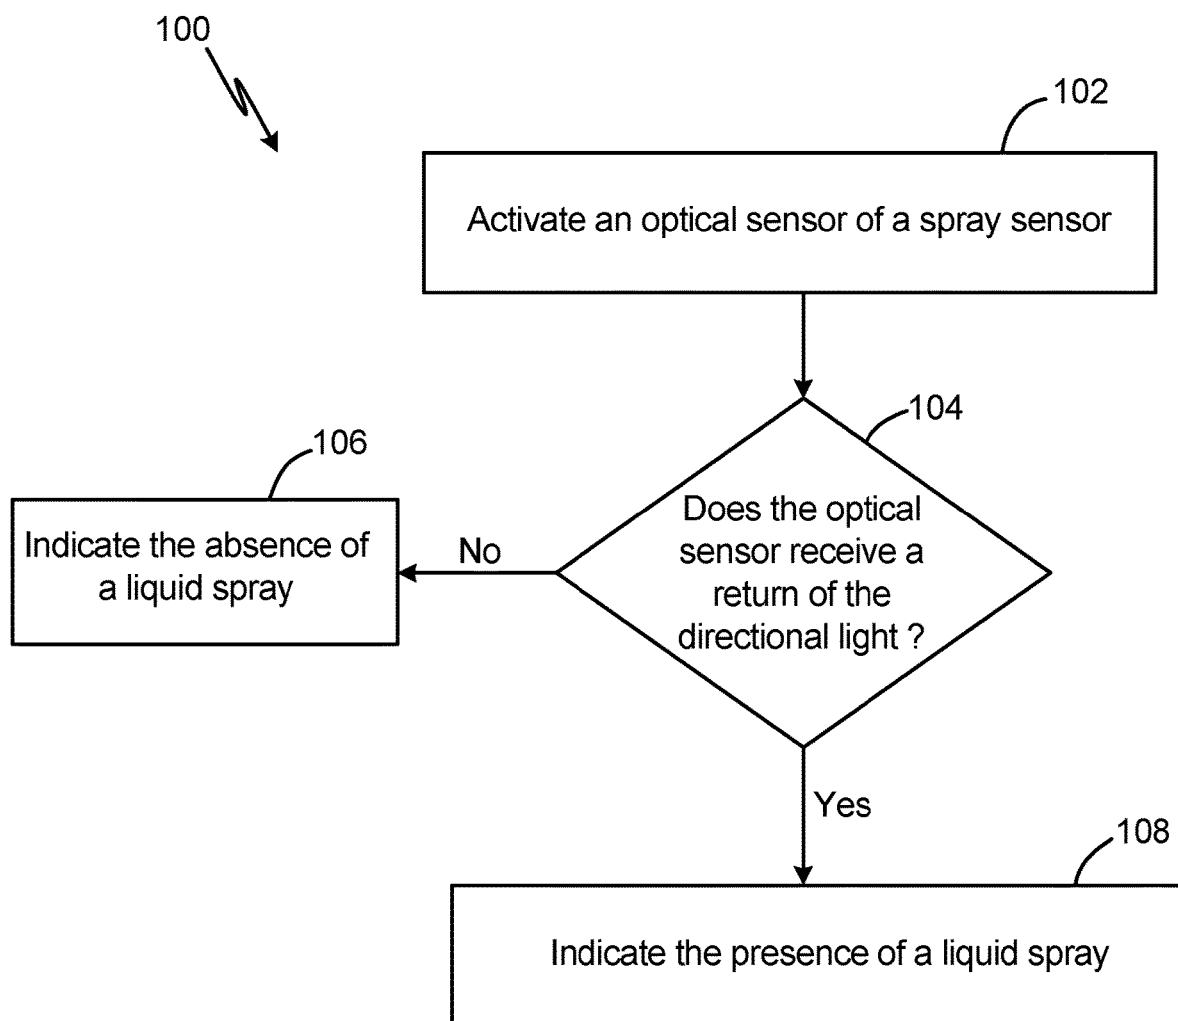 100
102
Activate an optical sensor of a spray sensor
104
Does the optical
sensor receive a
return of the
directional light ?
106
Indicate the absence of
a liquid spray
No
Yes
108
Indicate the presence of a liquid spray